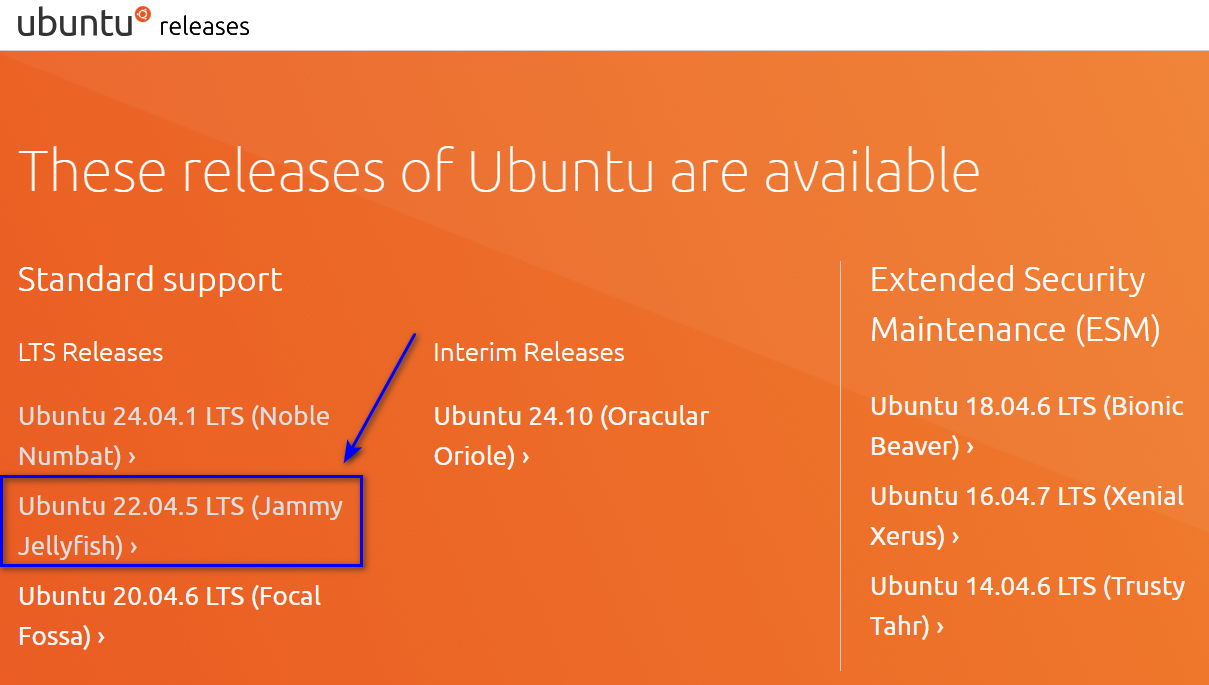 ubuntu releases
These releases of Ubuntu are available
Standard support
LTS Releases
Ubuntu 24.04.1 LTS (Noble
Numbat) ›
Ubuntu 22.04.5 LTS (Jammy
Jellyfish) ›
Ubuntu 20.04.6 LTS (Focal
Fossa) ›
Interim Releases
Ubuntu 24.10 (Oracular
Oriole) ›
Extended Security
Maintenance (ESM)
Ubuntu 18.04.6 LTS (Bionic
Beaver) ›
Ubuntu 16.04.7 LTS (Xenial
Xerus) ›
Ubuntu 14.04.6 LTS (Trusty
Tahr) ›